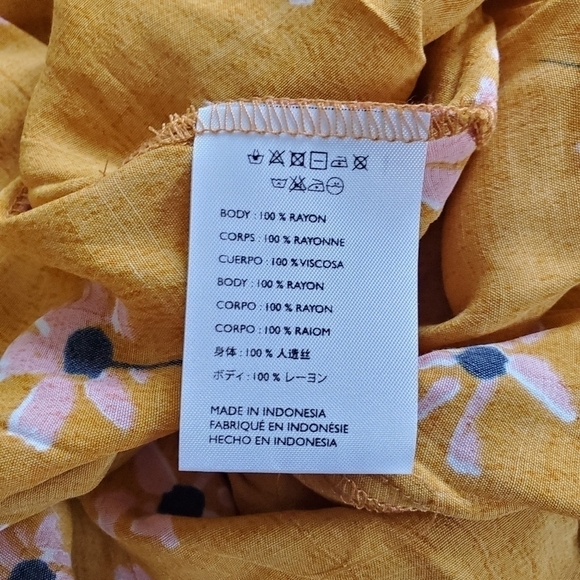 BODY : 100 % RAYON
CORPS : 100 % RAYONNE
CUERPO : 100 % VISCOSA
BODY : 100 % RAYON
CORPO : 100 % RAYON
CORPO : 100 % RAIOM
身体 : 100 % 人造丝
ボディ : 100 % レーヨン
MADE IN INDONESIA
FABRIQUÉ EN INDONÉSIE
HECHO EN INDONESIA